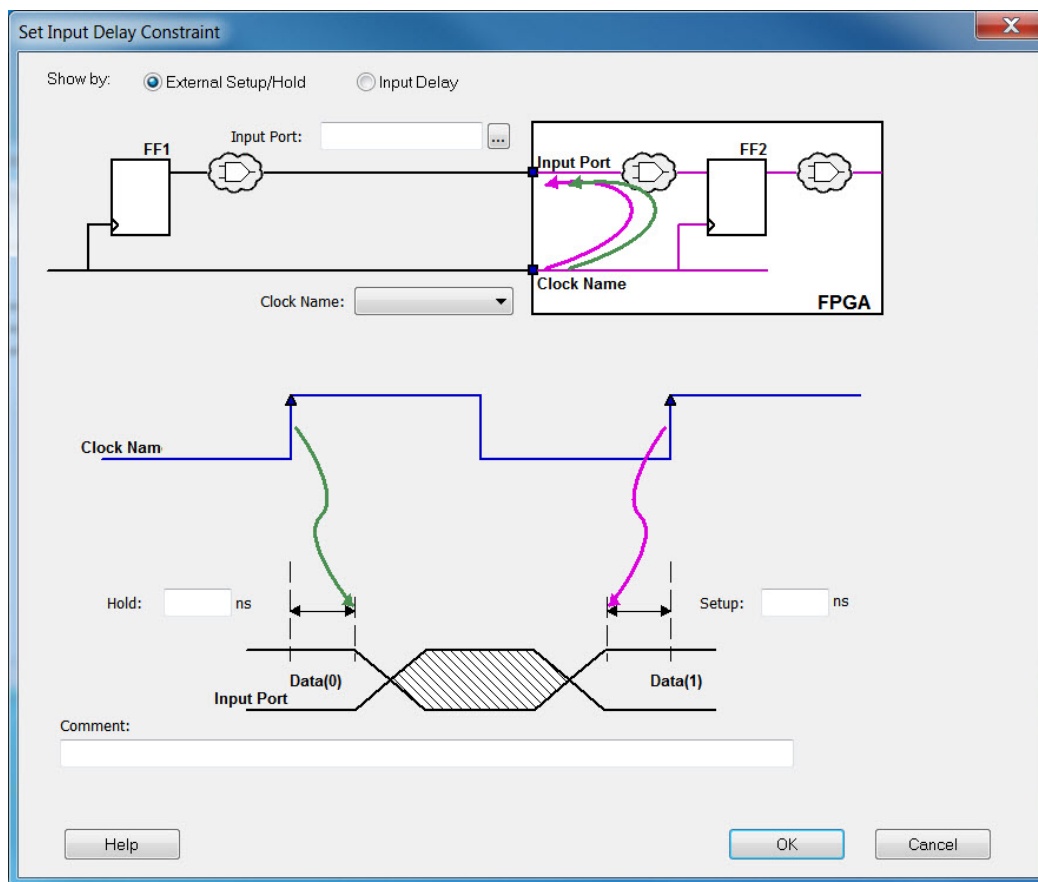 Set Input Delay Constraint
X
Show by: External Setup/Hold Input Delay
Input Port: ...
FF1
FF2
Input Port
Clock Name
Clock Name:
FPGA
Clock Nam
Hold: ns
Setup: ns
Data(0)
Data(1)
Input Port
Comment:
Help OK Cancel